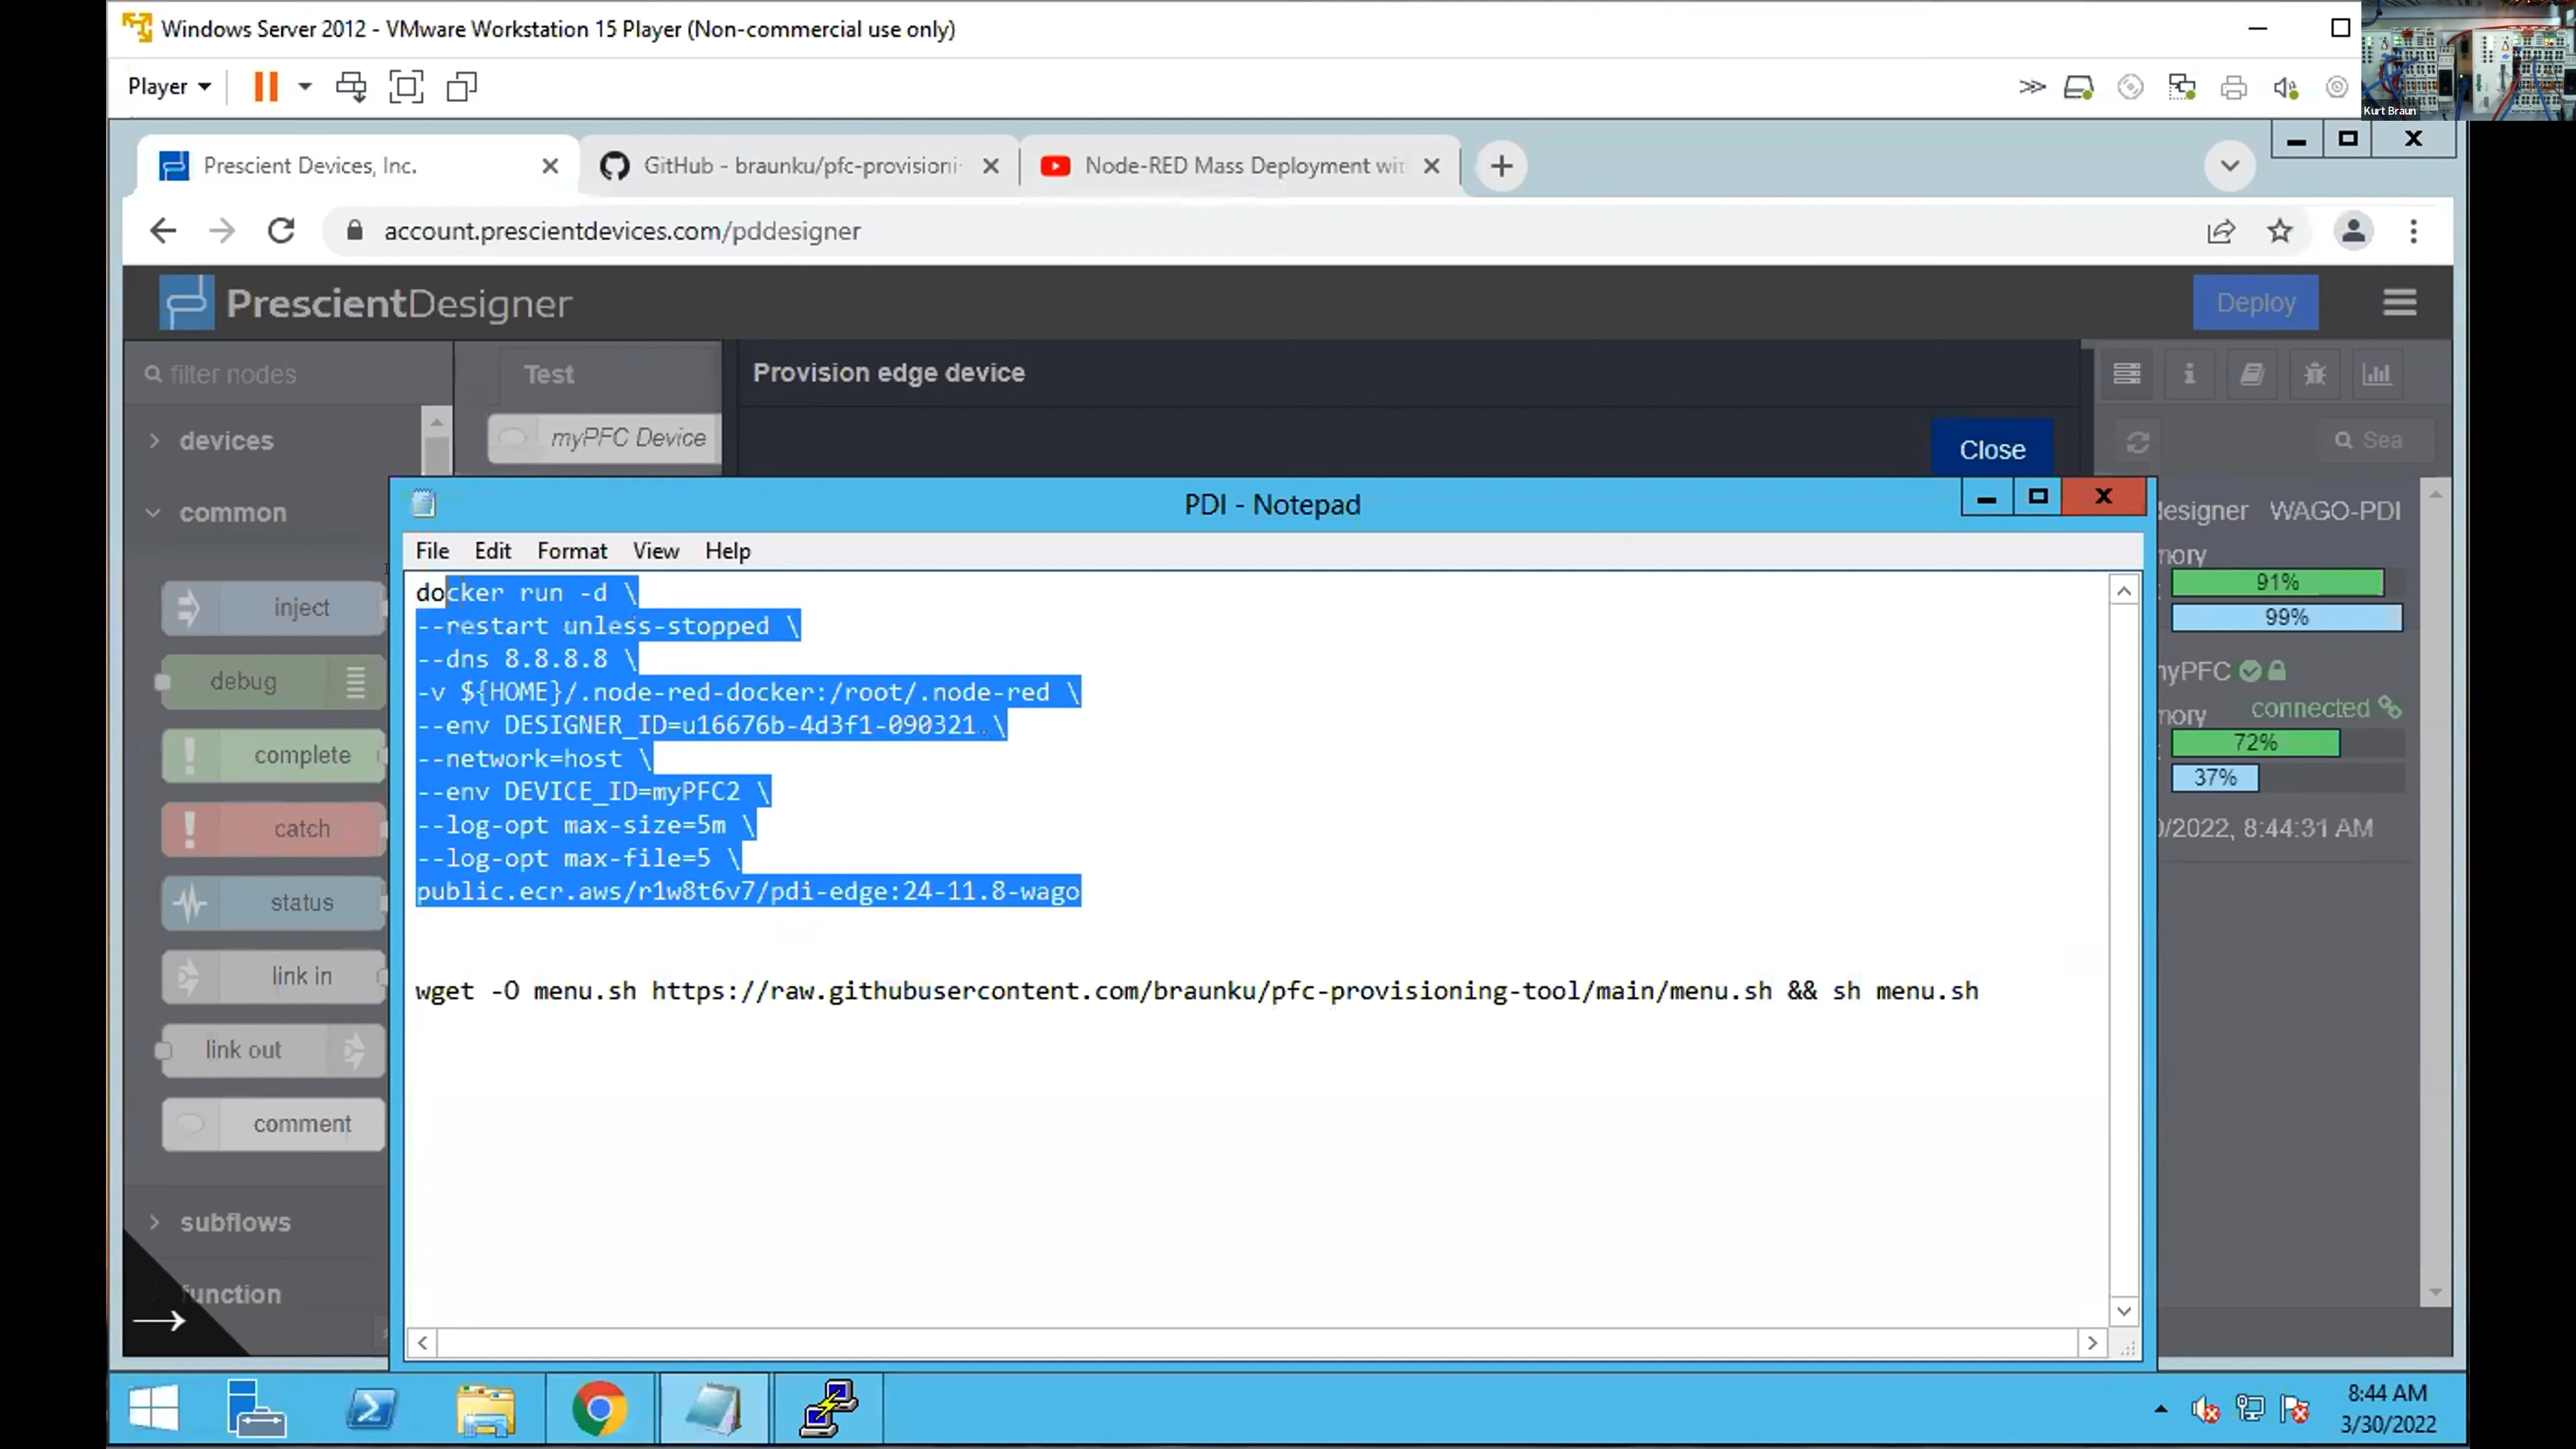 Windows Server 2012 - VMware Workstation 15 Player (Non-commercial use only)
Player
Kurt Braun
Prescient Devices, Inc.
GitHub - braunku/pfc-provisioni
Node-RED Mass Deployment wit
account.prescientdevices.com/pddesigner
PrescientDesigner
Deploy
filter nodes
Test
Provision edge device
devices
myPFC Device
Close
Sea
common
PDI - Notepad
esigner WAGO-PDI
File Edit Format View Help
nory
91%
99%
inject
debug
complete
catch
status
link in
link out
comment
subflows
function
docker run -d \
--restart unless-stopped \
--dns 8.8.8.8 \
-v ${HOME}/.node-red-docker:/root/.node-red \
--env DESIGNER_ID=u16676b-4d3f1-090321 \
--network=host \
--env DEVICE_ID=myPFC2 \
--log-opt max-size=5m \
--log-opt max-file=5 \
public.ecr.aws/r1w8t6v7/pdi-edge:24-11.8-wago
wget -O menu.sh https://raw.githubusercontent.com/braunku/pfc-provisioning-tool/main/menu.sh && sh menu.sh
yPFC
connected
nory
72%
37%
0/2022, 8:44:31 AM
8:44 AM
3/30/2022